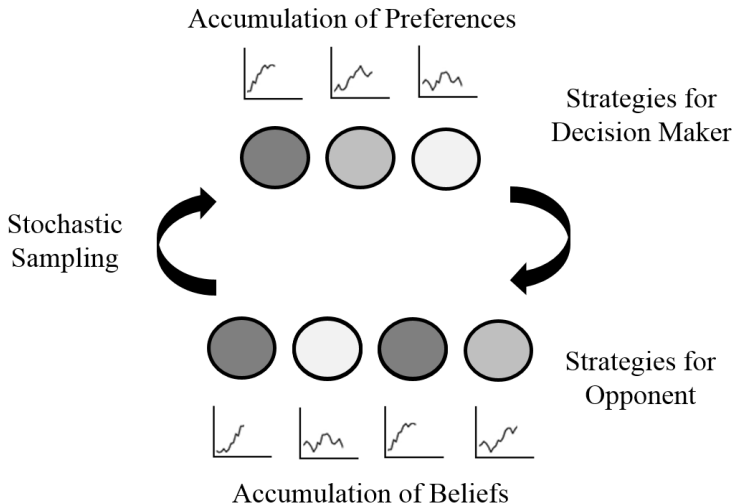 Accumulation of Preferences
Strategies for
Decision Maker
Stochastic
Sampling
Strategies for
Opponent
Accumulation of Beliefs